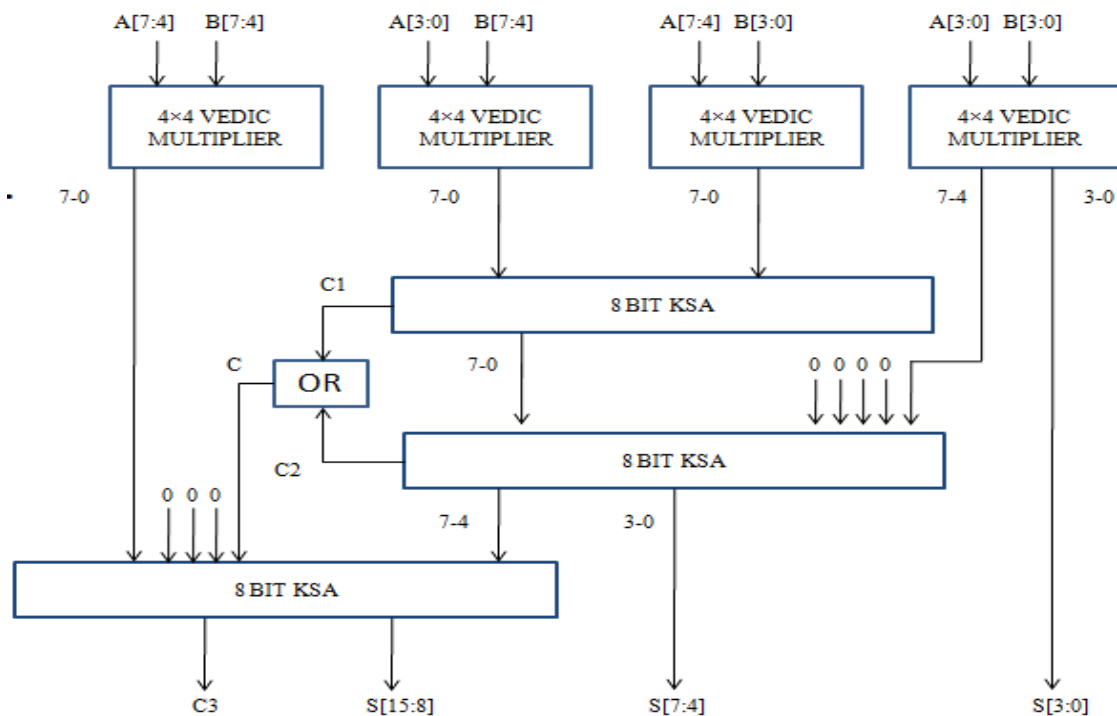 A[7:4] B[7:4] A[3:0] B[7:4] A[7:4] B[3:0] A[3:0] B[3:0]
4×4 VEDIC MULTIPLIER
4×4 VEDIC MULTIPLIER
4×4 VEDIC MULTIPLIER
4×4 VEDIC MULTIPLIER
7-0 7-0 7-0 7-4 3-0
C1
8 BIT KSA
C
OR
7-0
0 0 0 0
C2
8 BIT KSA
0 0 0
7-4 3-0
8 BIT KSA
C3 S[15:8] S[7:4] S[3:0]